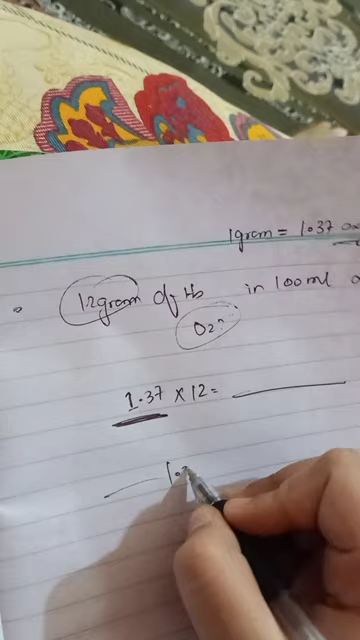 1gram = 1.37
12gram of Hb in 100ml
O2?
1.37 x 12 =